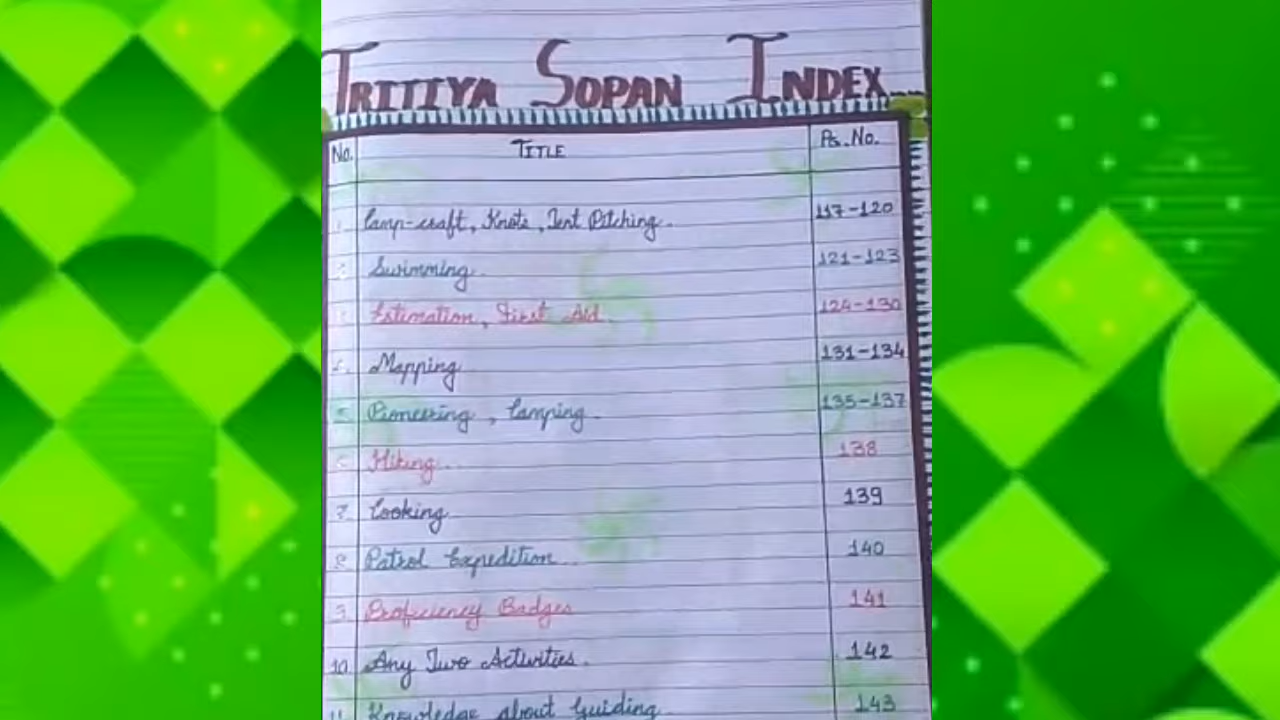 TRITIYA SOPAN INDEX...
No. TITLE Pg. No.
1. Camp-craft, Knots, Tent Pitching. 117-120
2. Swimming. 121-123
3. Estimation, First Aid. 124-130
4. Mapping 131-134
5. Pioneering, Camping. 135-137
6. Hiking.. 138
7. Cooking 139
8. Patrol Expedition.. 140
9. Proficiency Badges 141
10. Any Two Activities. 142
11. Knowledge about Guiding. 143